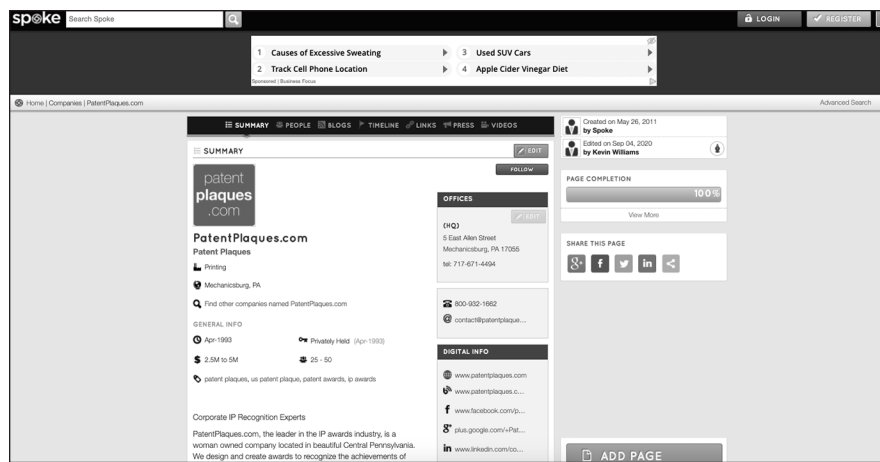 spoke
Search Spoke
LOGIN
REGISTER
1 Causes of Excessive Sweating
3 Used SUV Cars
2 Track Cell Phone Location
4 Apple Cider Vinegar Diet
Sponsored | Business Focus
Home | Companies | PatentPlaques.com
Advanced Search
SUMMARY PEOPLE BLOGS TIMELINE LINKS PRESS VIDEOS
SUMMARY
EDIT
FOLLOW
patent
plaques
.com
PatentPlaques.com
Patent Plaques
Printing
Mechanicsburg, PA
Find other companies named PatentPlaques.com
GENERAL INFO
Apr-1993
Privately Held (Apr-1993)
2.5M to 5M
25 - 50
patent plaques, us patent plaque, patent awards, ip awards
Corporate IP Recognition Experts
PatentPlaques.com, the leader in the IP awards industry, is a
woman owned company located in beautiful Central Pennsylvania.
We design and create awards to recognize the achievements of
OFFICES
EDIT
(HQ)
5 East Allen Street
Mechanicsburg, PA 17055
tel: 717-671-4494
800-932-1662
contact@patentplaque...
DIGITAL INFO
www.patentplaques.com
www.patentplaques.c...
www.facebook.com/p...
plus.google.com/+Pat...
www.linkedin.com/co...
Created on May 26, 2011
by Spoke
Edited on Sep 04, 2020
by Kevin Williams
PAGE COMPLETION
100%
View More
SHARE THIS PAGE
ADD PAGE